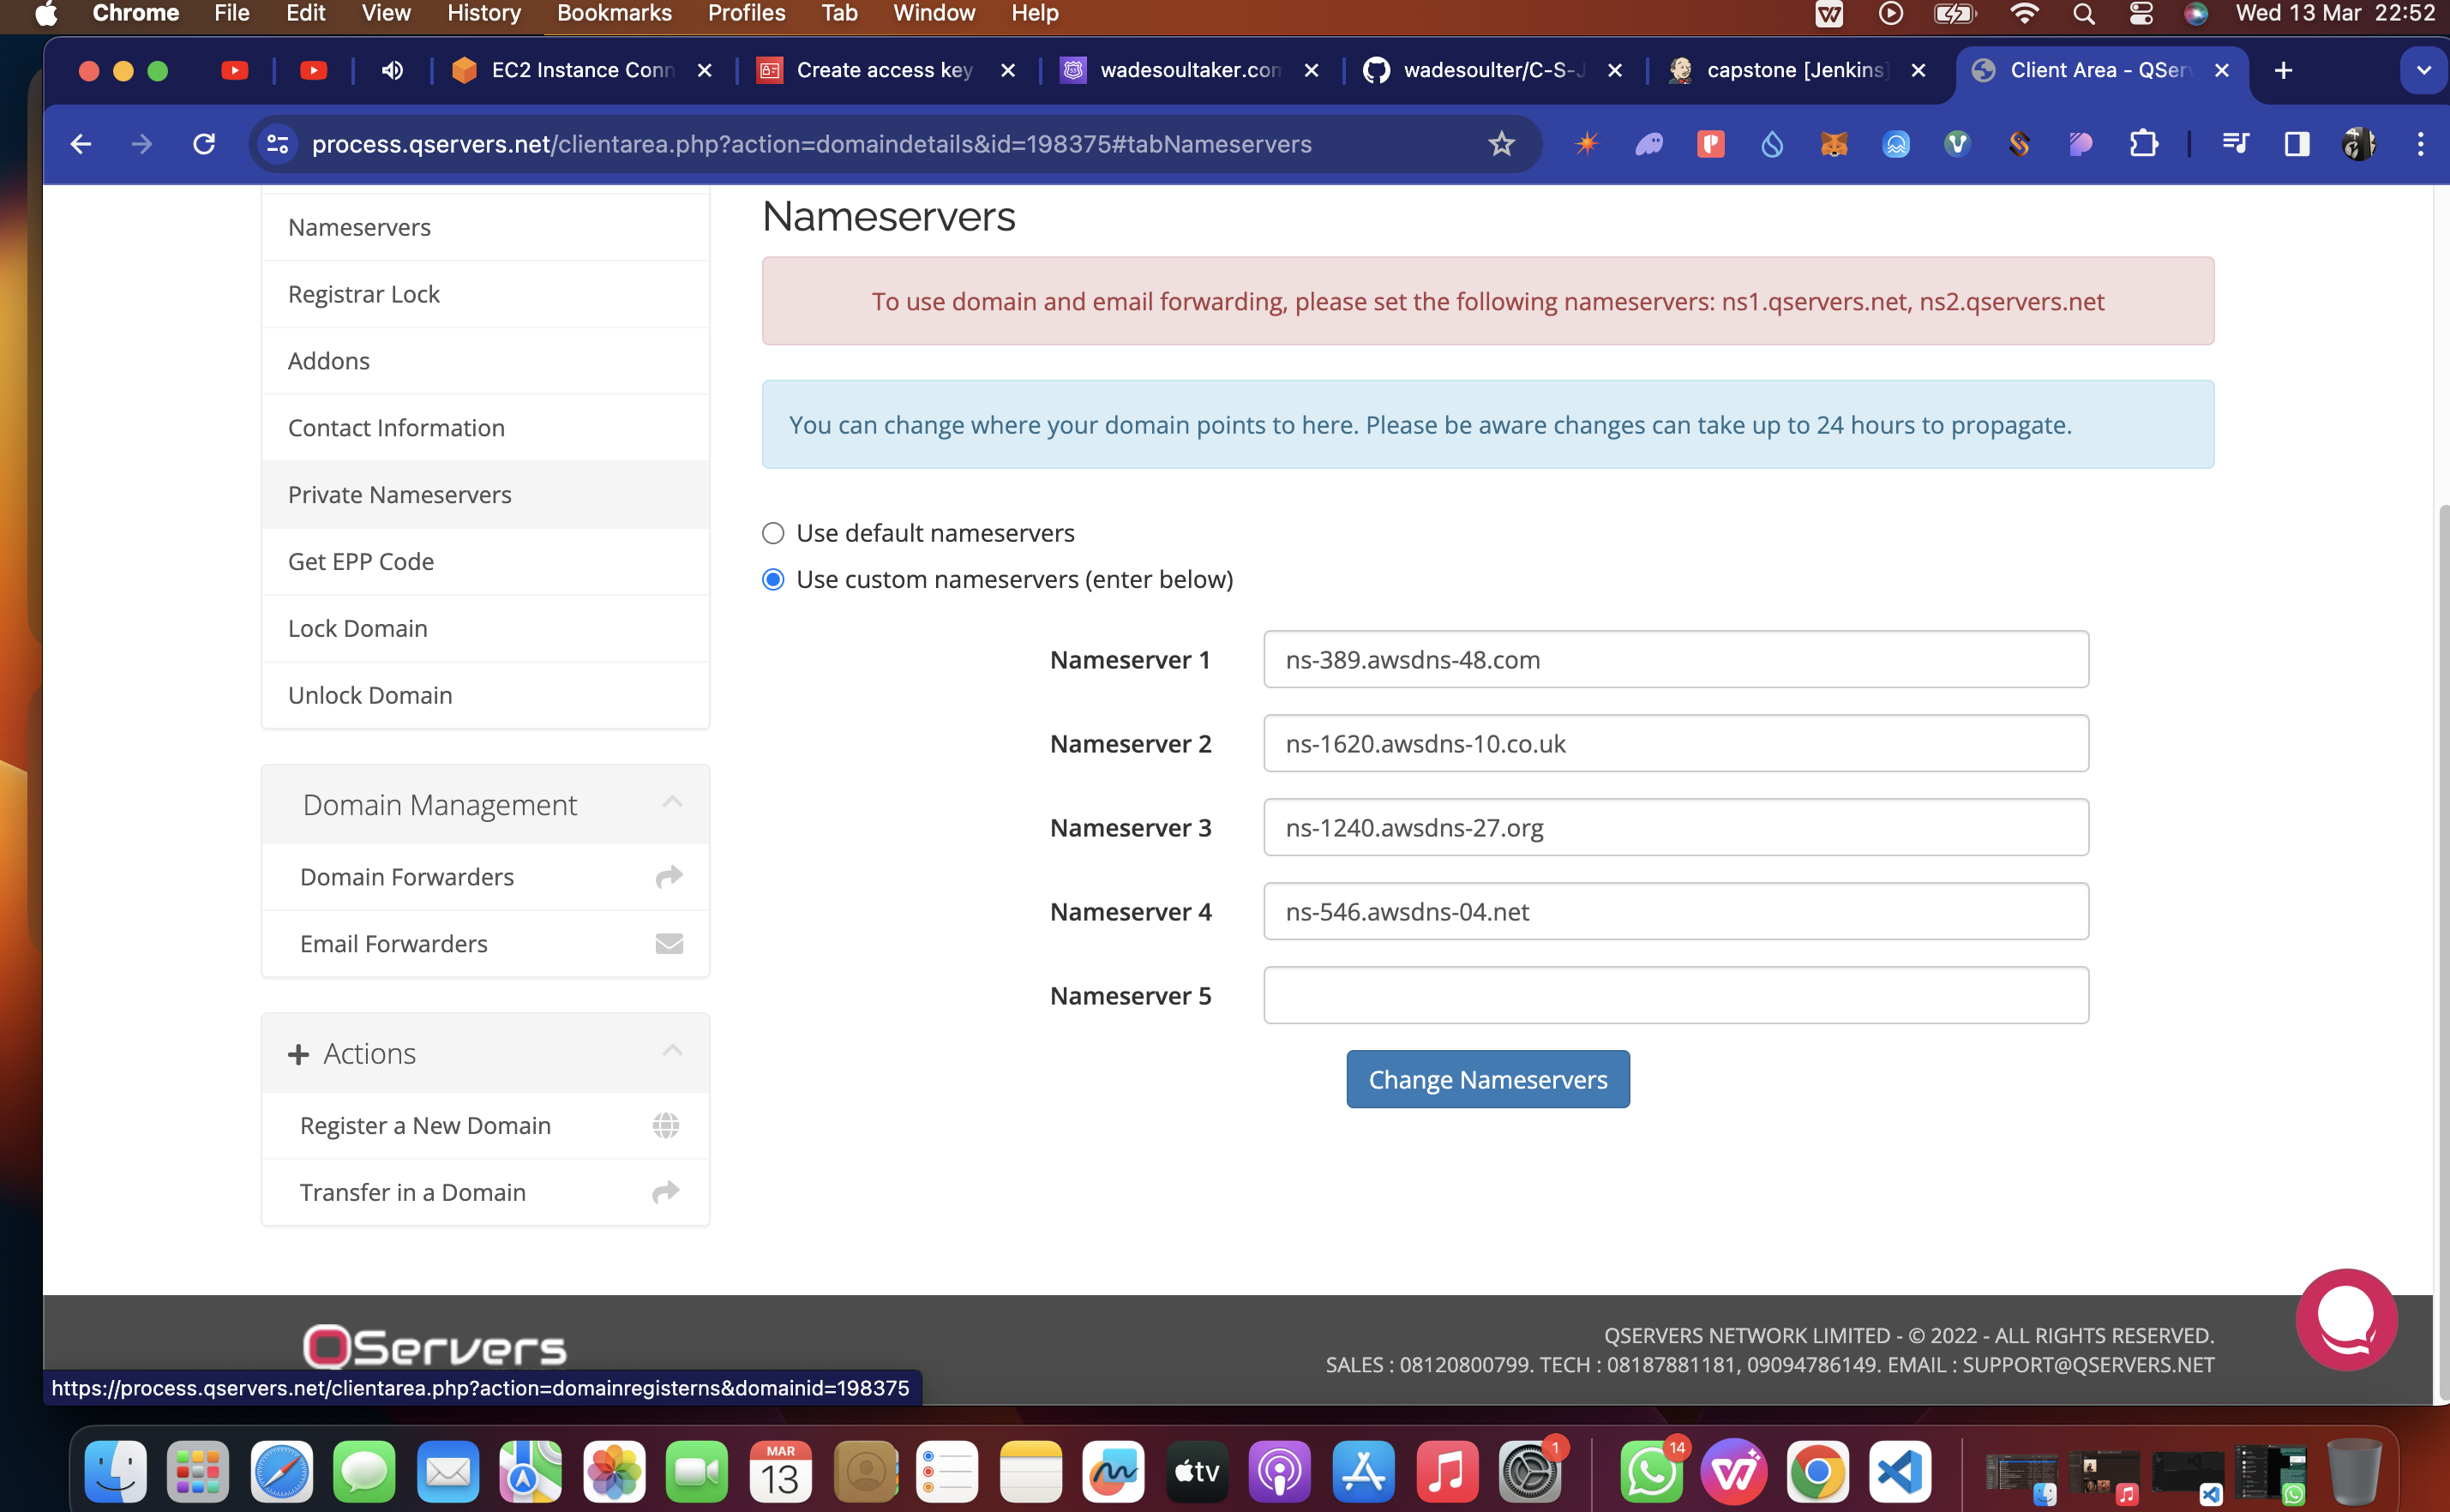 Chrome File Edit View History Bookmarks Profiles Tab Window Help Wed 13 Mar 22:52
EC2 Instance Conn Create access key wadesoultaker.com wadesoulter/C-S-J capstone [Jenkins] Client Area - QSer
process.qservers.net/clientarea.php?action=domaindetails&id=198375#tabNameservers
Nameservers
Registrar Lock
Addons
Contact Information
Private Nameservers
Get EPP Code
Lock Domain
Unlock Domain
Domain Management
Domain Forwarders
Email Forwarders
Actions
Register a New Domain
Transfer in a Domain
Nameservers
To use domain and email forwarding, please set the following nameservers: ns1.qservers.net, ns2.qservers.net
You can change where your domain points to here. Please be aware changes can take up to 24 hours to propagate.
Use default nameservers
Use custom nameservers (enter below)
Nameserver 1 ns-389.awsdns-48.com
Nameserver 2 ns-1620.awsdns-10.co.uk
Nameserver 3 ns-1240.awsdns-27.org
Nameserver 4 ns-546.awsdns-04.net
Nameserver 5
Change Nameservers
QServers
QSERVERS NETWORK LIMITED - © 2022 - ALL RIGHTS RESERVED.
SALES : 08120800799. TECH : 08187881181, 09094786149. EMAIL : SUPPORT@QSERVERS.NET
https://process.qservers.net/clientarea.php?action=domainregisterns&domainid=198375
MAR
13
tv
1
14